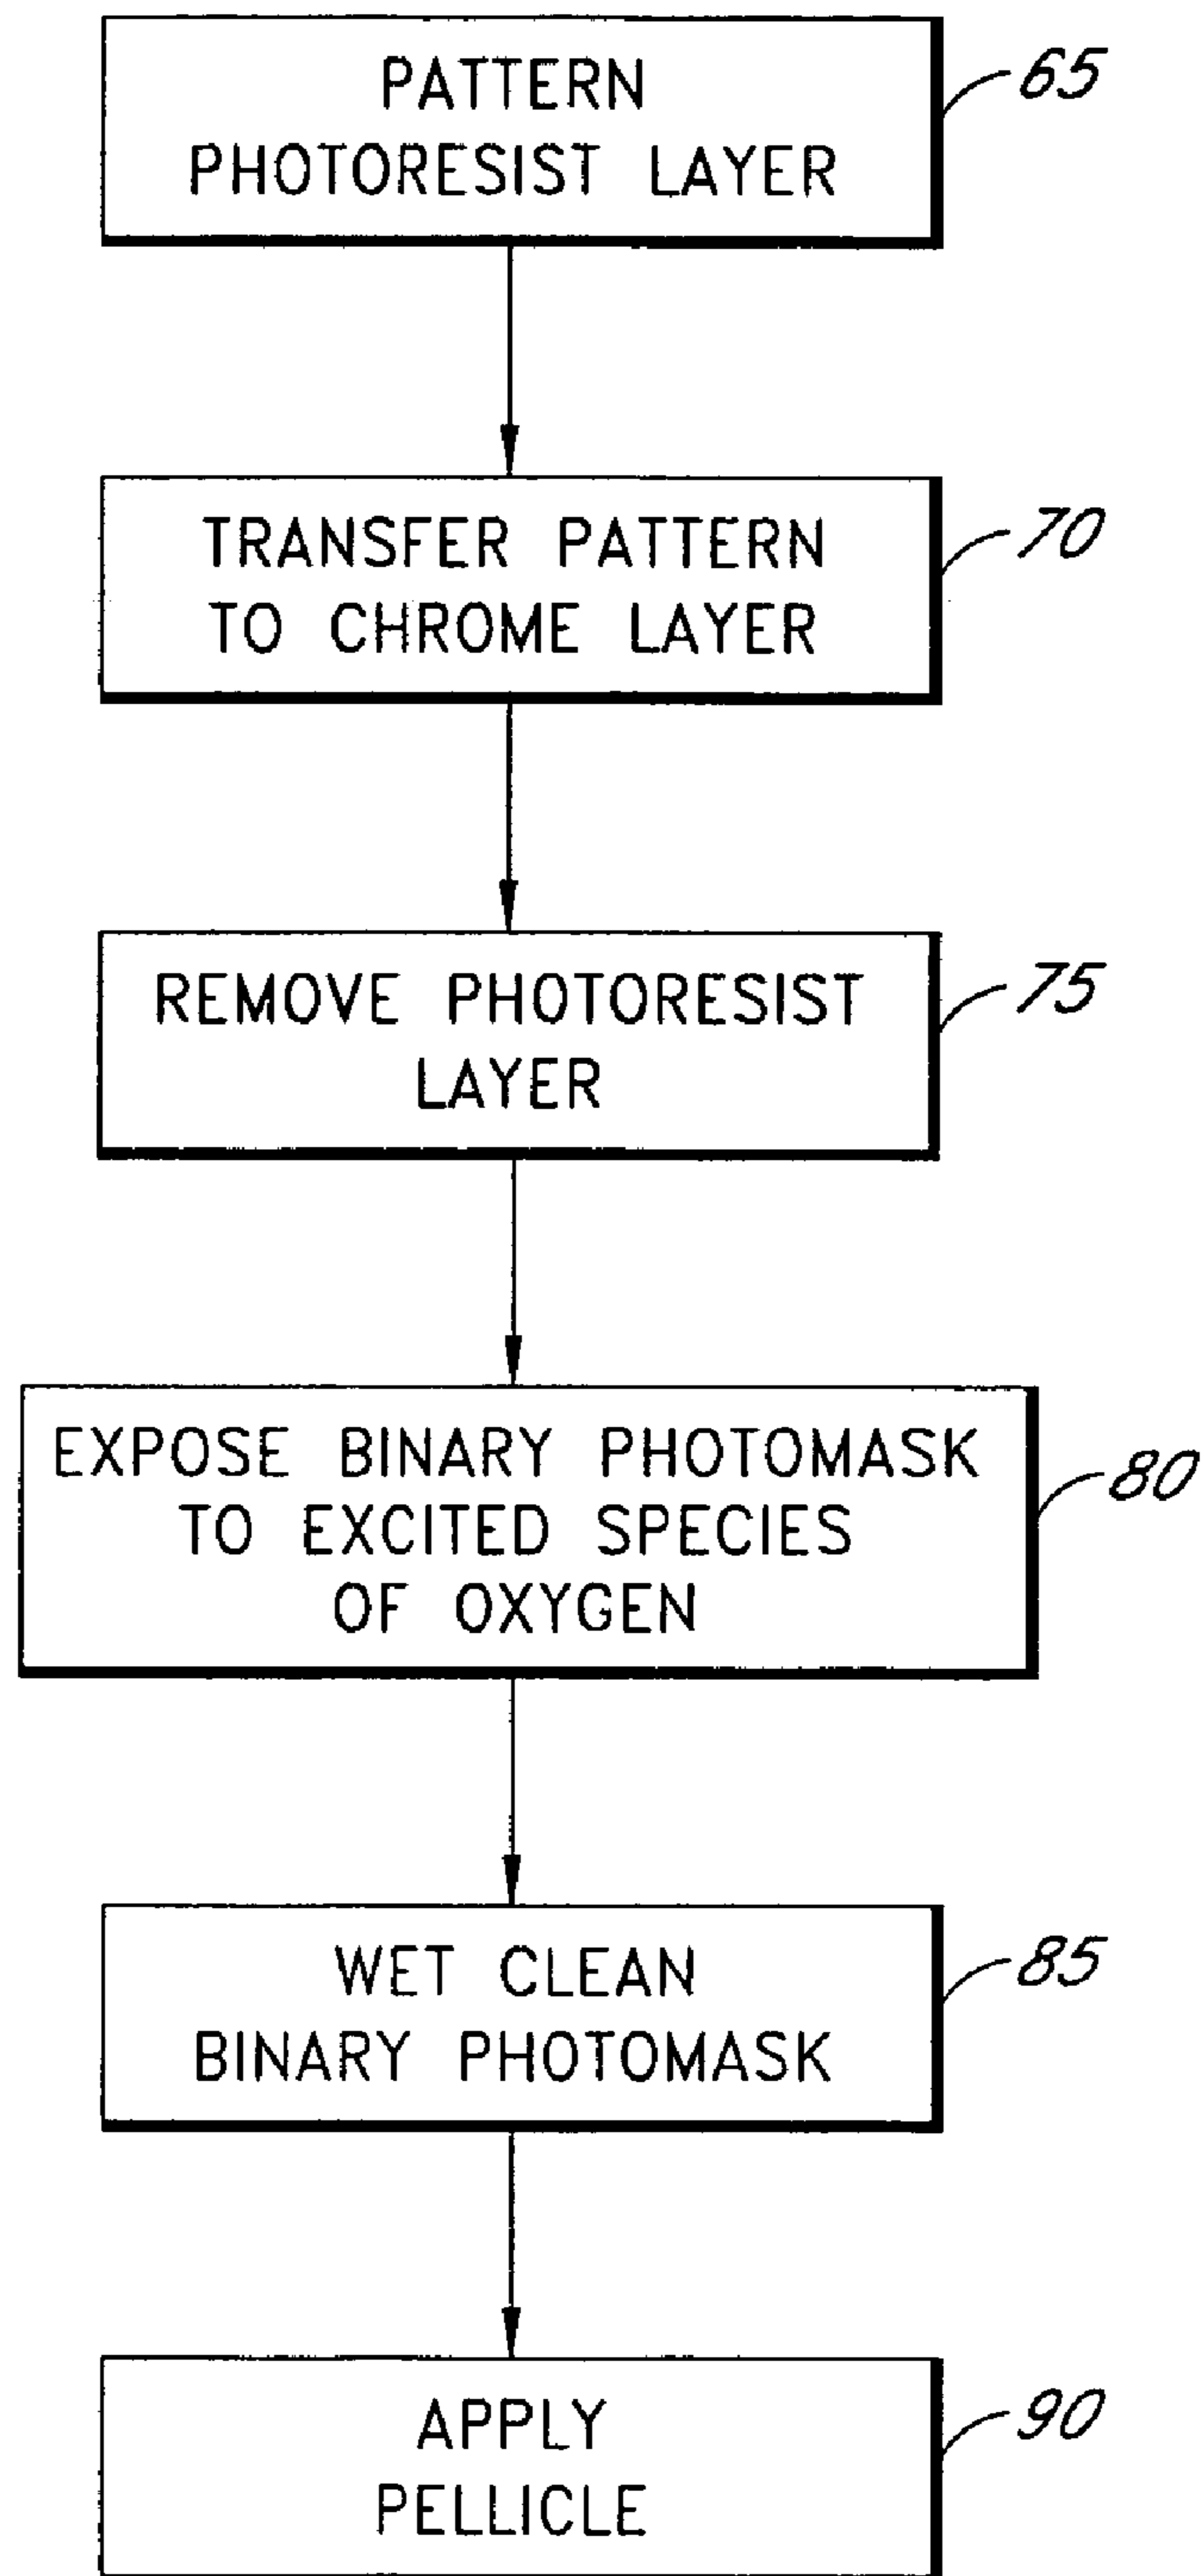 PATTERN
PHOTORESIST LAYER
65
TRANSFER PATTERN
TO CHROME LAYER
70
REMOVE PHOTORESIST
LAYER
75
EXPOSE BINARY PHOTOMASK
TO EXCITED SPECIES
OF OXYGEN
80
WET CLEAN
BINARY PHOTOMASK
85
APPLY
PELLICLE
90